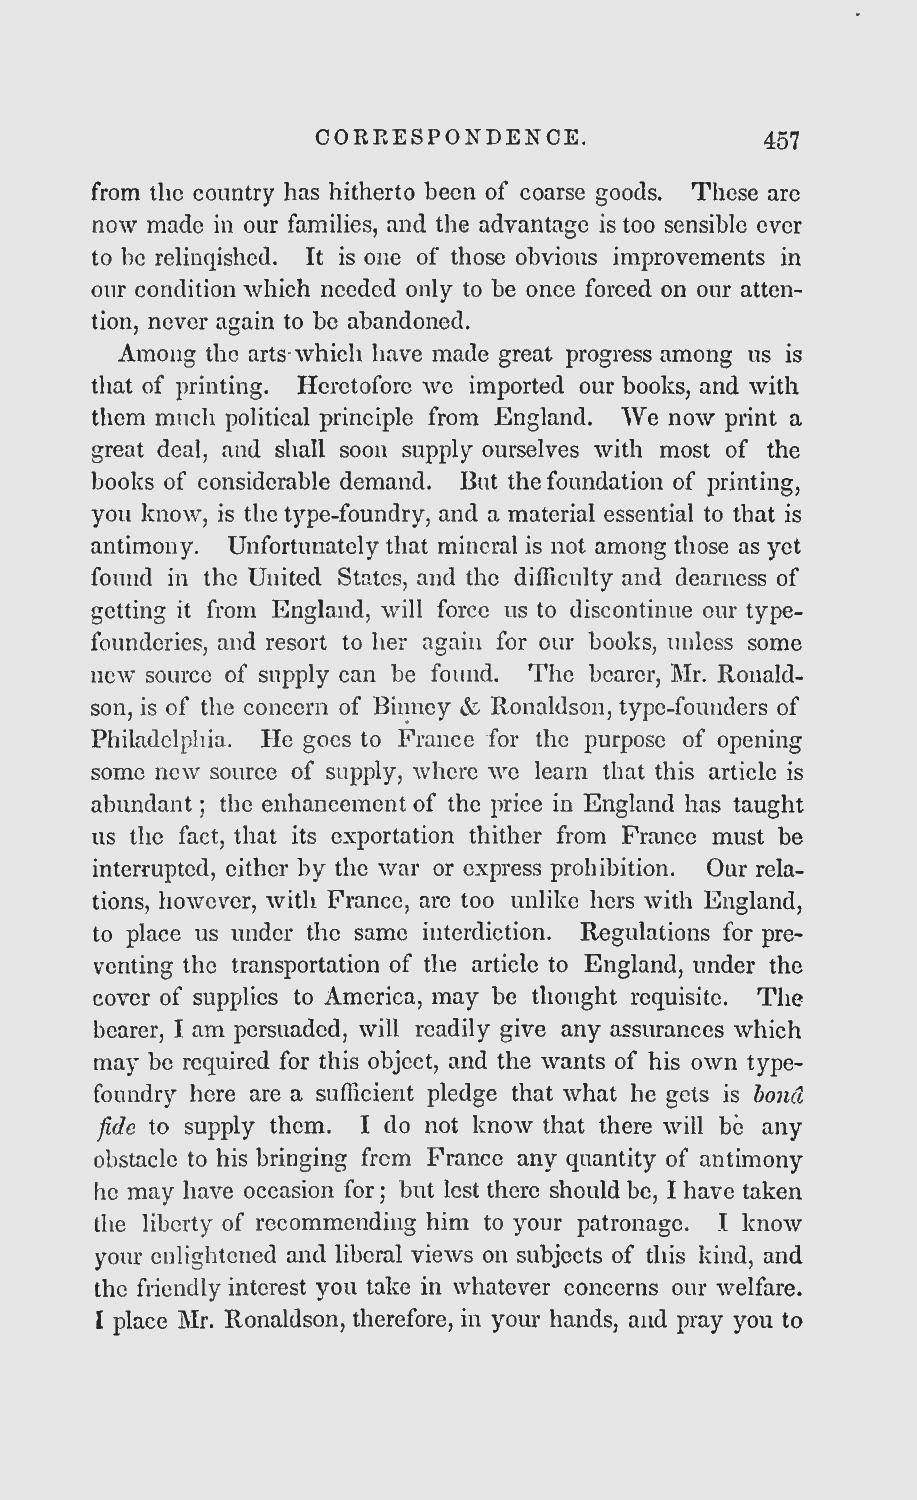 CORRESPONDENCE. 457
from the country has hitherto been of coarse goods. These are
now made in our families, and the advantage is too sensible ever
to be relinqished. It is one of those obvious improvements in
our condition which needed only to be once forced on our atten-
tion, never again to be abandoned.
Among the arts which have made great progress among us is
that of printing. Heretofore we imported our books, and with
them much political principle from England. We now print a
great deal, and shall soon supply ourselves with most of the
books of considerable demand. But the foundation of printing,
you know, is the type-foundry, and a material essential to that is
antimony. Unfortunately that mineral is not among those as yet
found in the United States, and the difficulty and dearness of
getting it from England, will force us to discontinue our type-
founderies, and resort to her again for our books, unless some
new source of supply can be found. The bearer, Mr. Ronald-
son, is of the concern of Binney & Ronaldson, type-founders of
Philadelphia. He goes to France for the purpose of opening
some new source of supply, where we learn that this article is
abundant; the enhancement of the price in England has taught
us the fact, that its exportation thither from France must be
interrupted, either by the war or express prohibition. Our rela-
tions, however, with France, are too unlike hers with England,
to place us under the same interdiction. Regulations for pre-
venting the transportation of the article to England, under the
cover of supplies to America, may be thought requisite. The
bearer, I am persuaded, will readily give any assurances which
may be required for this object, and the wants of his own type-
foundry here are a sufficient pledge that what he gets is bonâ
fide to supply them. I do not know that there will be any
obstacle to his bringing from France any quantity of antimony
he may have occasion for; but lest there should be, I have taken
the liberty of recommending him to your patronage. I know
your enlightened and liberal views on subjects of this kind, and
the friendly interest you take in whatever concerns our welfare.
I place Mr. Ronaldson, therefore, in your hands, and pray you to